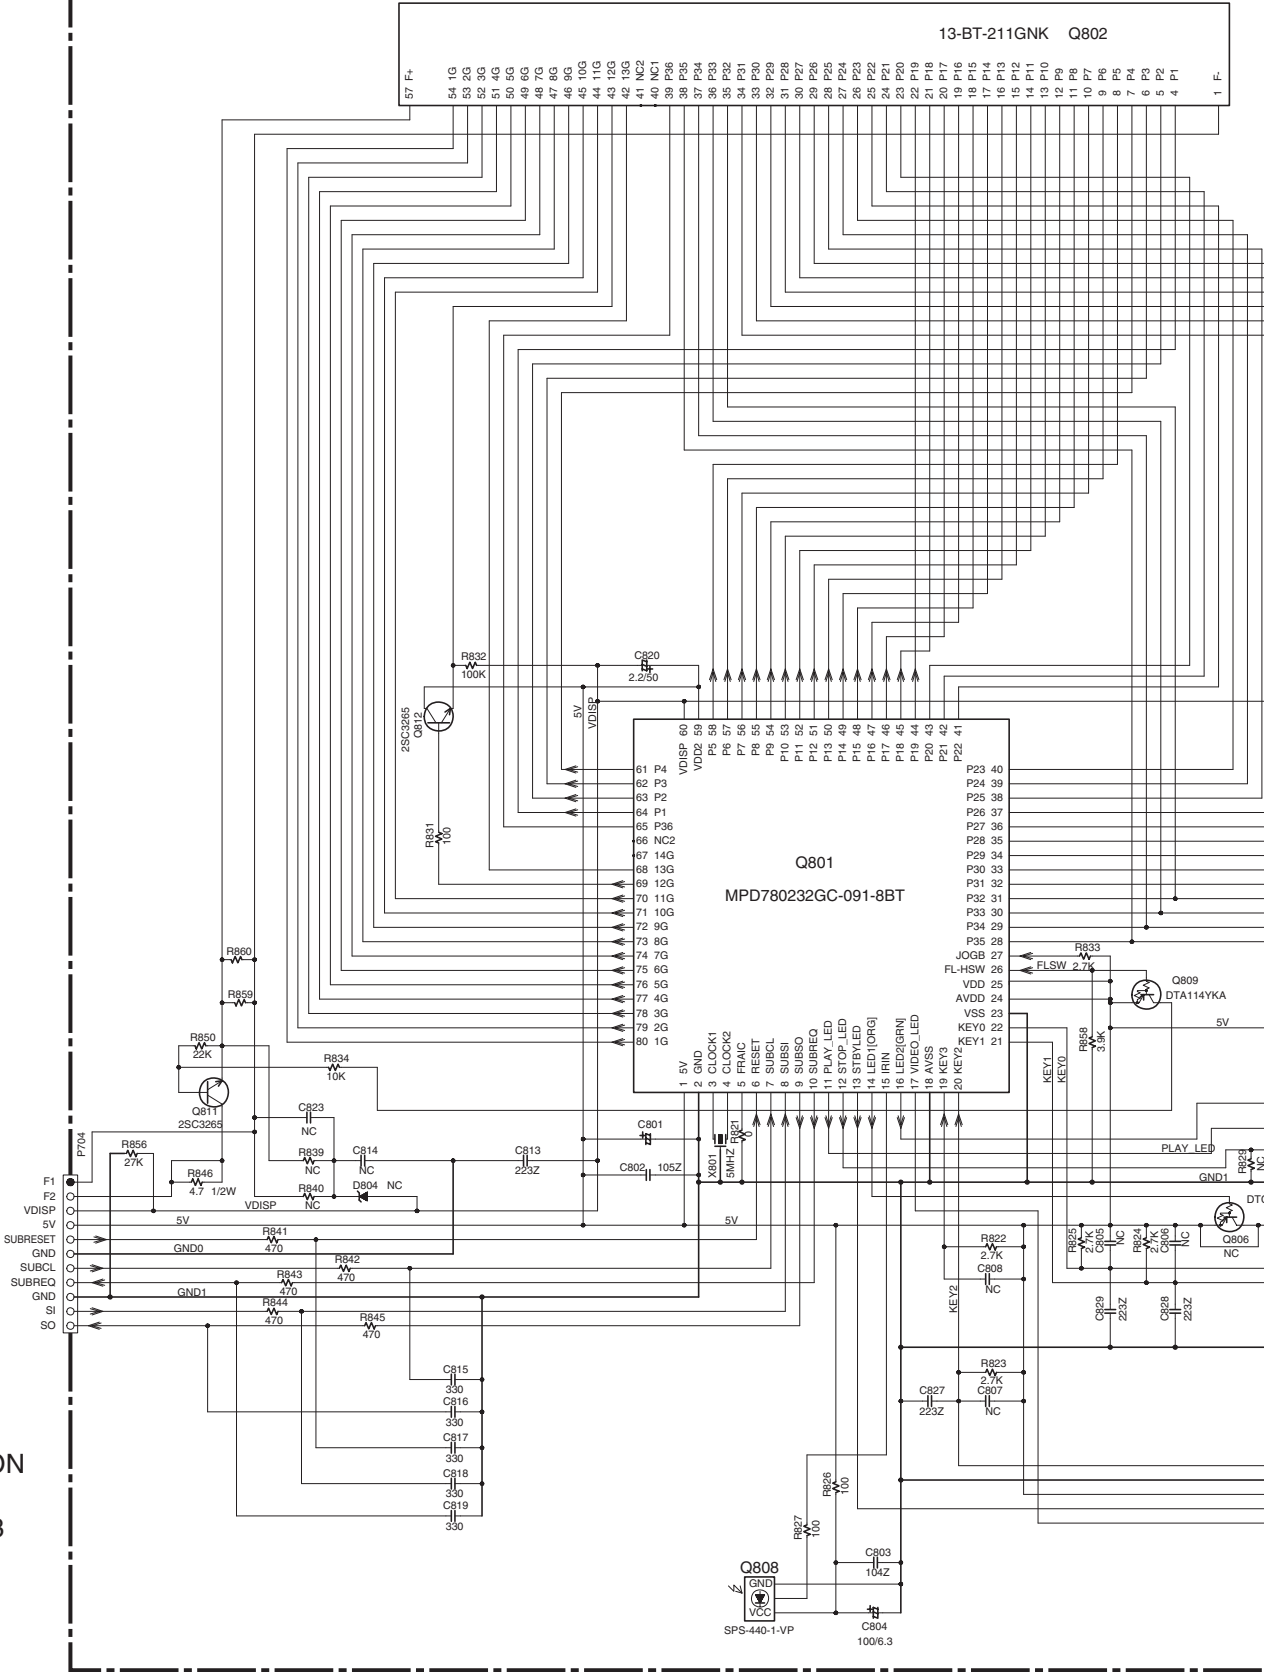 13-BT-211GNK Q802
57 F+
54 1G
53 2G
52 3G
51 4G
50 5G
49 6G
48 7G
47 8G
46 9G
45 10G
44 11G
43 12G
42 13G
41 NC2
40 NC1
39 P36
38 P35
37 P34
36 P33
35 P32
34 P31
33 P30
32 P29
31 P28
30 P27
29 P26
28 P25
27 P24
26 P23
25 P22
24 P21
23 P20
22 P19
21 P18
20 P17
19 P16
18 P15
17 P14
16 P13
15 P12
14 P11
13 P10
12 P9
11 P8
10 P7
9 P6
8 P5
7 P4
6 P3
5 P2
4 P1
1 F-
R832
100K
C820
2.2/50
2SC3265
Q812
5V
VDISP
R831
100
VDISP 60
VDD2 59
P5 58
P6 57
P7 56
P8 55
P9 54
P10 53
P11 52
P12 51
P13 50
P14 49
P15 48
P16 47
P17 46
P18 45
P19 44
P20 43
P21 42
P22 41
61 P4
62 P3
63 P2
64 P1
65 P36
66 NC2
67 14G
68 13G
69 12G
70 11G
71 10G
72 9G
73 8G
74 7G
75 6G
76 5G
77 4G
78 3G
79 2G
80 1G
Q801
MPD780232GC-091-8BT
P23 40
P24 39
P25 38
P26 37
P27 36
P28 35
P29 34
P30 33
P31 32
P32 31
P33 30
P34 29
P35 28
JOGB 27
FL-HSW 26
VDD 25
AVDD 24
VSS 23
KEY0 22
KEY1 21
1 5V
2 GND
3 CLOCK1
4 CLOCK2
5 FRAIC
6 RESET
7 SUBCL
8 SUBSI
9 SUBSO
10 SUBREQ
11 PLAY_LED
12 STOP_LED
13 STBYLED
14 LED1[ORG]
15 IRIN
16 LED2[GRN]
17 VIDEO_LED
18 AVSS
19 KEY3
20 KEY2
R833
2.7K
FLSW
Q809
DTA114YKA
5V
R858
3.9K
KEY1
KEY0
R860
R859
R850
22K
R834
10K
Q811
2SC3265
C823
NC
P704
R856
27K
R839
NC
C814
NC
C813
223Z
R846
4.7 1/2W
R840
NC
D804 NC
VDISP
C801
C802 105Z
X801
5MHZ
R821
0
PLAY_LED
R829
NC
GND1
DTC
Q806
NC
F1
F2
VDISP
5V
SUBRESET
GND
SUBCL
SUBREQ
GND
SI
SO
5V
5V
R841
470
GND0
R842
470
R843
470
GND1
R844
470
R845
470
R822
2.7K
C808
NC
KEY2
R825
2.7K
C805
NC
R824
2.7K
C806
NC
C829
223Z
C828
223Z
C815
330
C816
330
C817
330
C818
330
C819
330
R823
2.7K
C827
223Z
C807
NC
R826
100
R827
100
C803
104Z
Q808
GND
VCC
SPS-440-1-VP
C804
100/6.3
ON